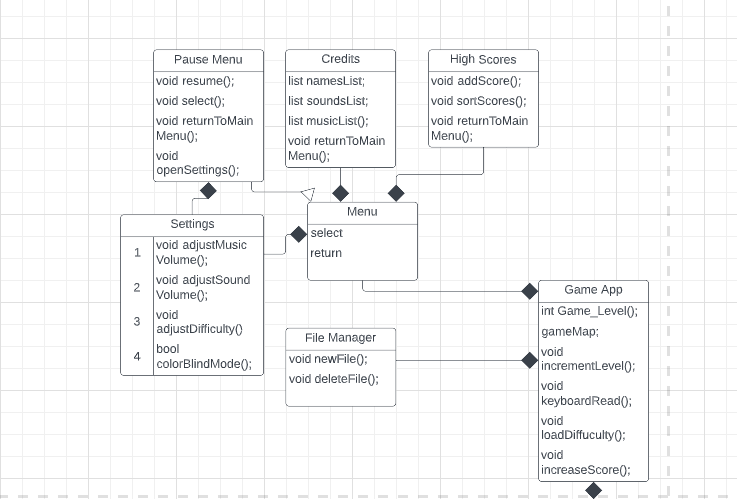 Pause Menu
void resume();
void select();
void returnToMain
Menu();
void
openSettings();
Credits
list namesList;
list soundsList;
list musicList();
void returnToMain
Menu();
High Scores
void addScore();
void sortScores();
void returnToMain
Menu();
Settings
1
void adjustMusic
Volume();
2
void adjustSound
Volume();
3
void
adjustDifficulty()
4
bool
colorBlindMode();
Menu
select
return
File Manager
void newFile();
void deleteFile();
Game App
int Game_Level();
gameMap;
void
incrementLevel();
void
keyboardRead();
void
loadDiffuculty();
void
increaseScore();